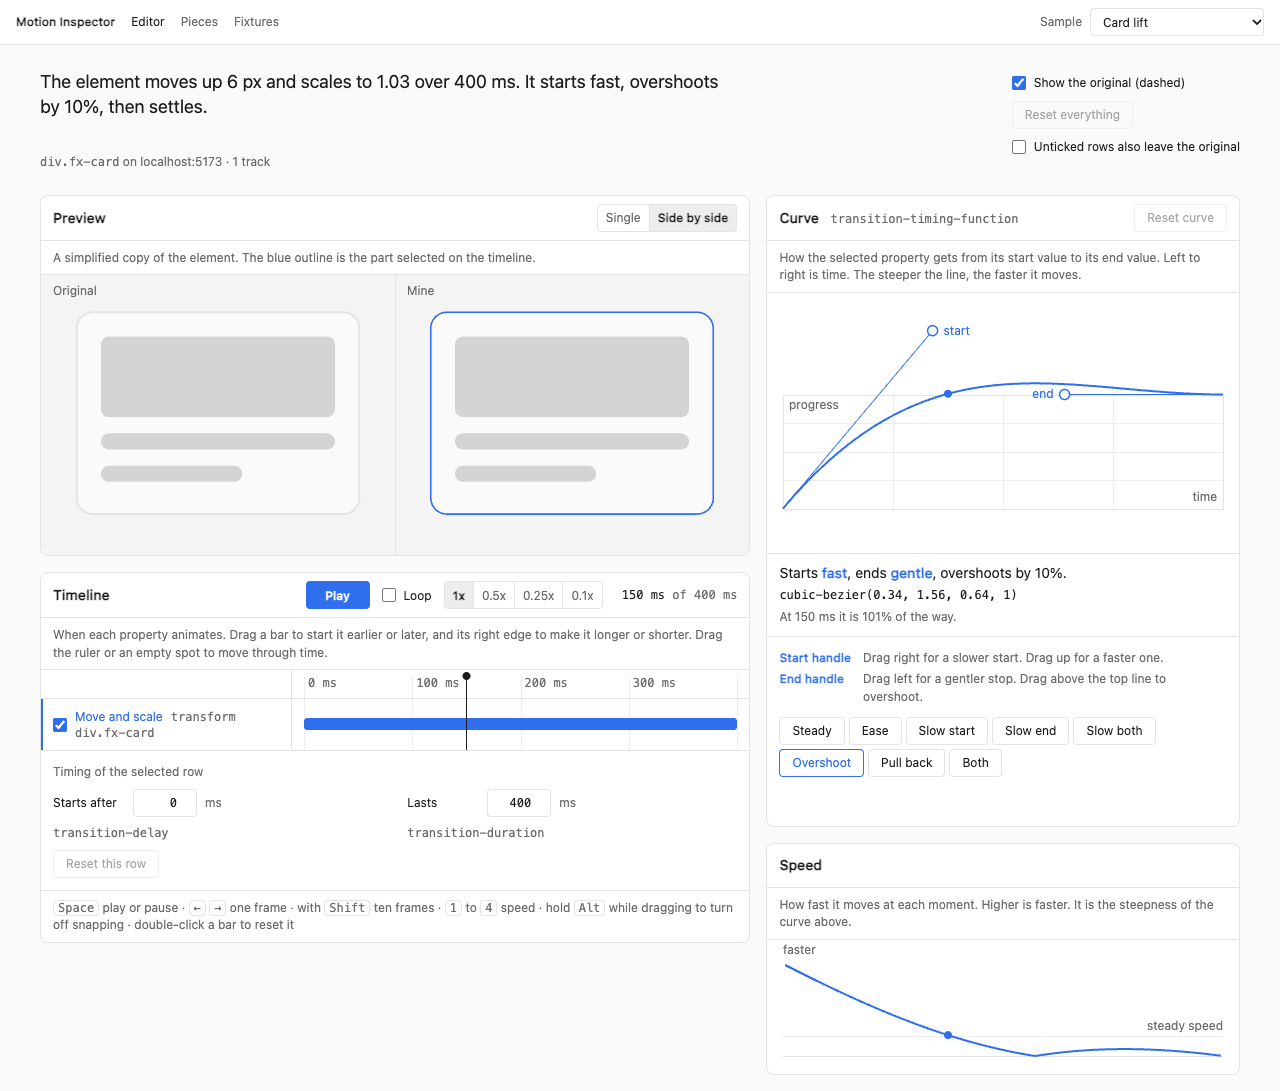 Motion Inspector Editor Pieces Fixtures Sample Card lift
The element moves up 6 px and scales to 1.03 over 400 ms. It starts fast, overshoots
by 10%, then settles.
div.fx-card on localhost:5173 · 1 track
Show the original (dashed)
Reset everything
Unticked rows also leave the original
Preview Single Side by side
A simplified copy of the element. The blue outline is the part selected on the timeline.
Original Mine
Timeline Play Loop 1x 0.5x 0.25x 0.1x 150 ms of 400 ms
When each property animates. Drag a bar to start it earlier or later, and its right edge to make it longer or shorter. Drag
the ruler or an empty spot to move through time.
0 ms 100 ms 200 ms 300 ms
Move and scale transform
div.fx-card
Timing of the selected row
Starts after 0 ms Lasts 400 ms
transition-delay transition-duration
Reset this row
Space play or pause · ← → one frame · with Shift ten frames · 1 to 4 speed · hold Alt while dragging to turn
off snapping · double-click a bar to reset it
Curve transition-timing-function Reset curve
How the selected property gets from its start value to its end value. Left to
right is time. The steeper the line, the faster it moves.
start
end
progress
time
Starts fast, ends gentle, overshoots by 10%.
cubic-bezier(0.34, 1.56, 0.64, 1)
At 150 ms it is 101% of the way.
Start handle Drag right for a slower start. Drag up for a faster one.
End handle Drag left for a gentler stop. Drag above the top line to
overshoot.
Steady Ease Slow start Slow end Slow both
Overshoot Pull back Both
Speed
How fast it moves at each moment. Higher is faster. It is the steepness of the
curve above.
faster
steady speed